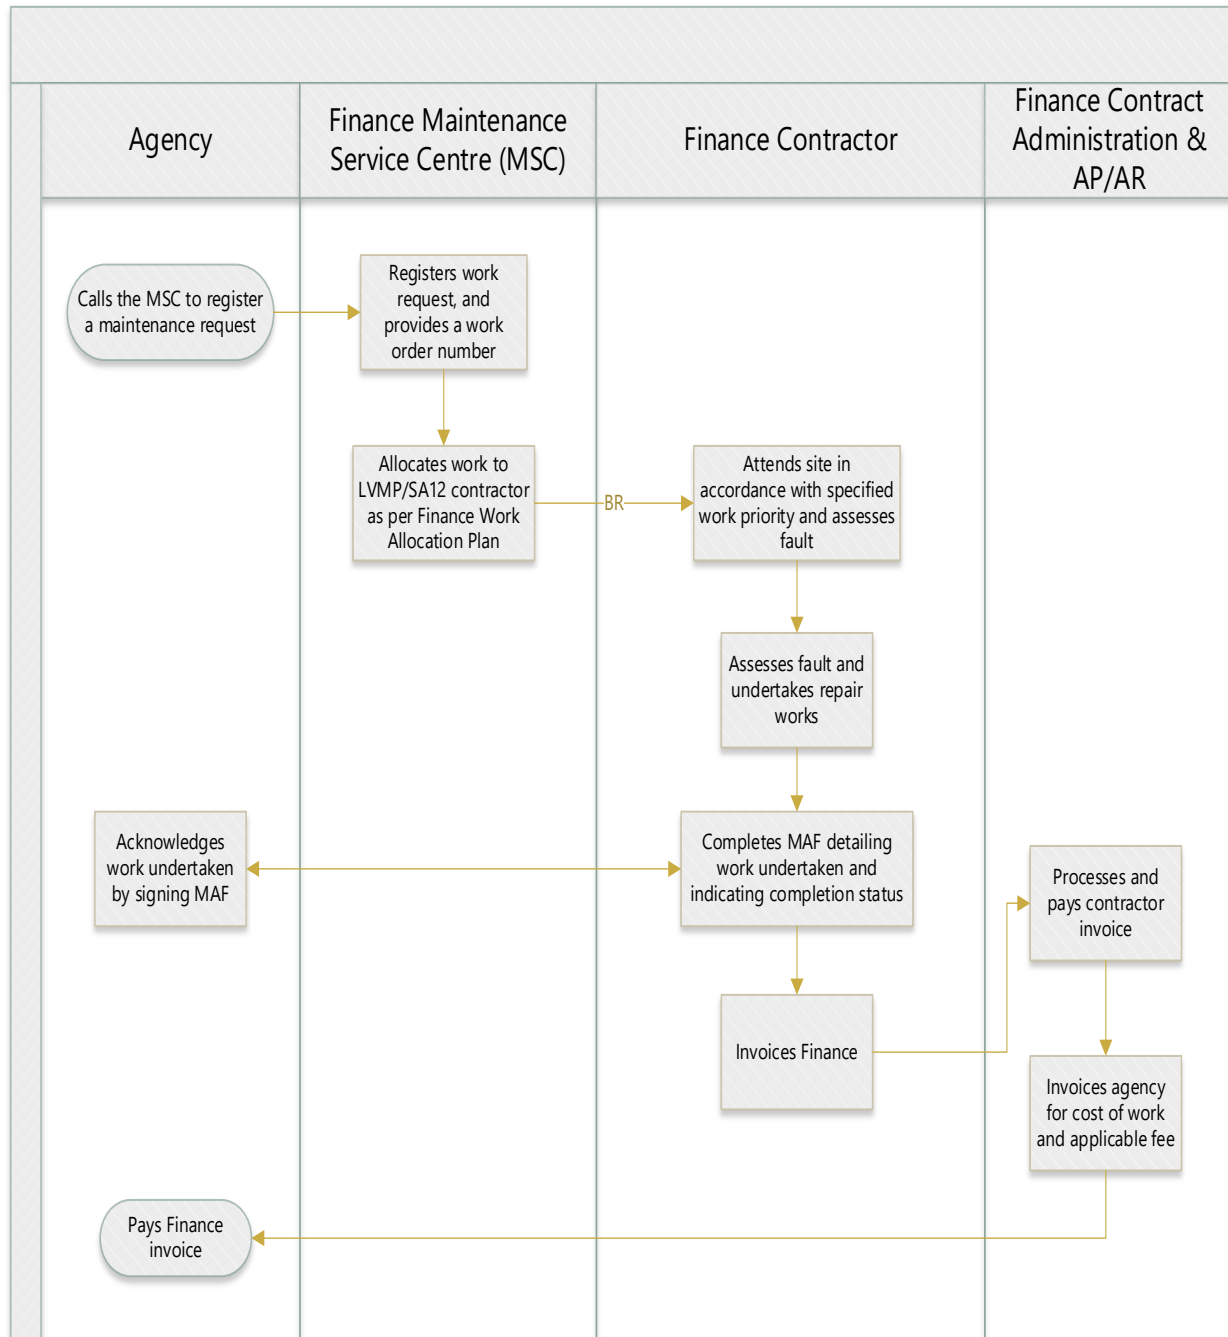 Agency
Finance Maintenance
Service Centre (MSC)
Finance Contractor
Finance Contract
Administration &
AP/AR
Calls the MSC to register
a maintenance request
Registers work
request, and
provides a work
order number
Allocates work to
LVMP/SA12 contractor
as per Finance Work
Allocation Plan
BR
Attends site in
accordance with specified
work priority and assesses
fault
Assesses fault and
undertakes repair
works
Acknowledges
work undertaken
by signing MAF
Completes MAF detailing
work undertaken and
indicating completion status
Processes and
pays contractor
invoice
Invoices Finance
Invoices agency
for cost of work
and applicable fee
Pays Finance
invoice